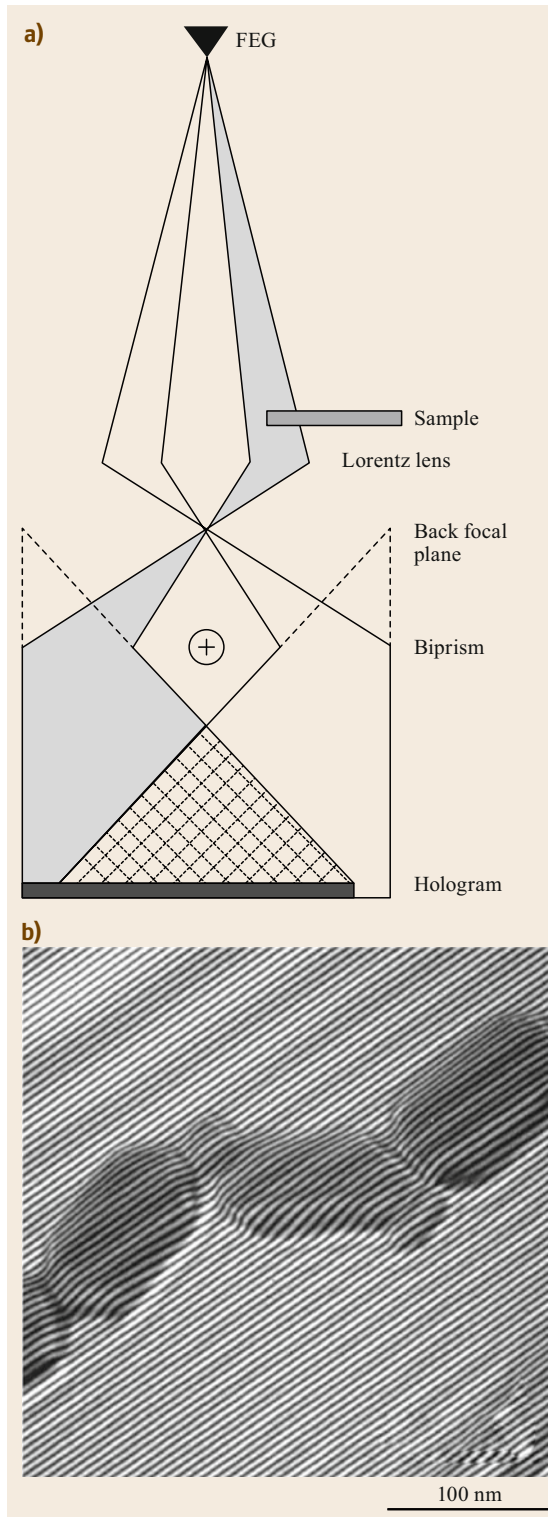 a)
FEG
Sample
Lorentz lens
Back focal
plane
Biprism
+
Hologram
b)
100 nm